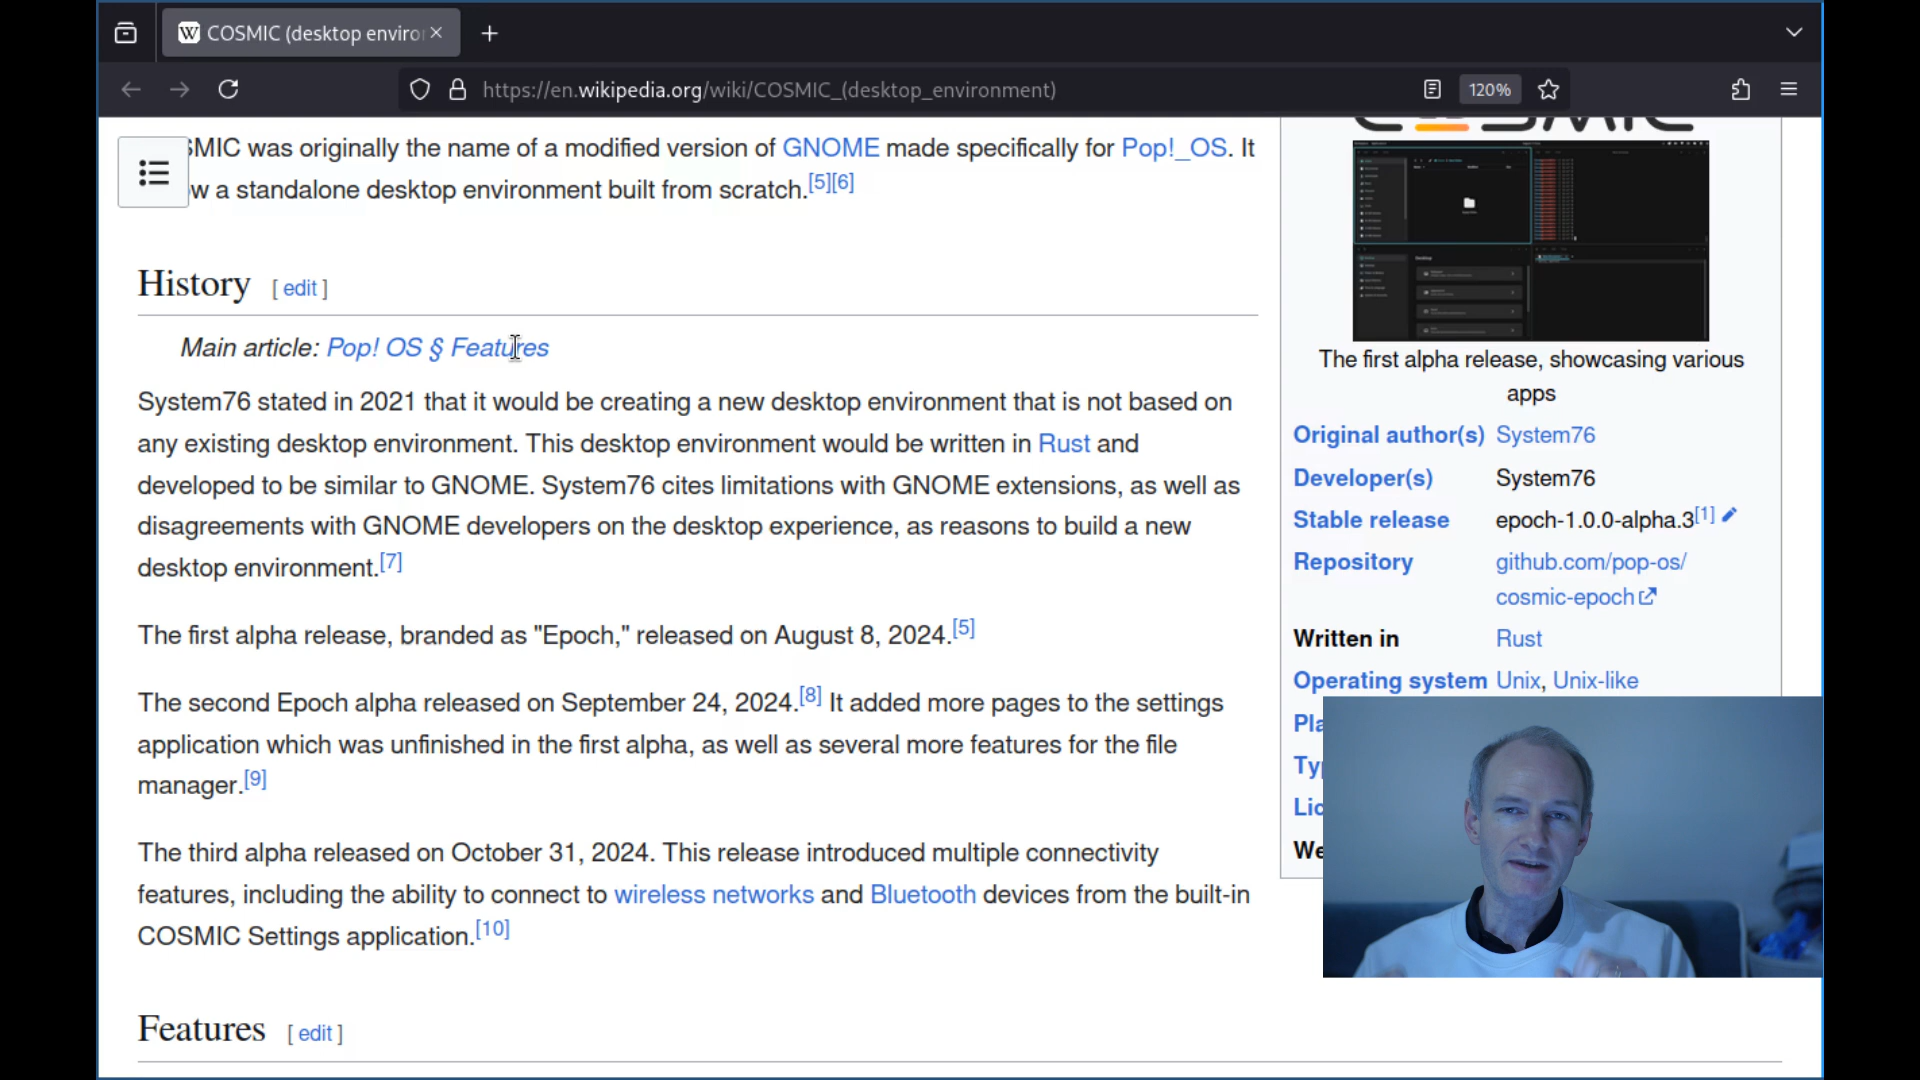 COSMIC (desktop enviro
https://en.wikipedia.org/wiki/COSMIC_(desktop_environment)
120%
SMIC was originally the name of a modified version of GNOME made specifically for Pop!_OS. It
w a standalone desktop environment built from scratch.[5][6]
History [ edit ]
Main article: Pop! OS § Features
System76 stated in 2021 that it would be creating a new desktop environment that is not based on
any existing desktop environment. This desktop environment would be written in Rust and
developed to be similar to GNOME. System76 cites limitations with GNOME extensions, as well as
disagreements with GNOME developers on the desktop experience, as reasons to build a new
desktop environment.[7]
The first alpha release, branded as "Epoch," released on August 8, 2024.[5]
The second Epoch alpha released on September 24, 2024.[8] It added more pages to the settings
application which was unfinished in the first alpha, as well as several more features for the file
manager.[9]
The third alpha released on October 31, 2024. This release introduced multiple connectivity
features, including the ability to connect to wireless networks and Bluetooth devices from the built-in
COSMIC Settings application.[10]
Features [ edit ]
COSMIC
The first alpha release, showcasing various
apps
Original author(s) System76
Developer(s) System76
Stable release epoch-1.0.0-alpha.3[1]
Repository github.com/pop-os/
cosmic-epoch
Written in Rust
Operating system Unix, Unix-like
Pla
Typ
Lic
We